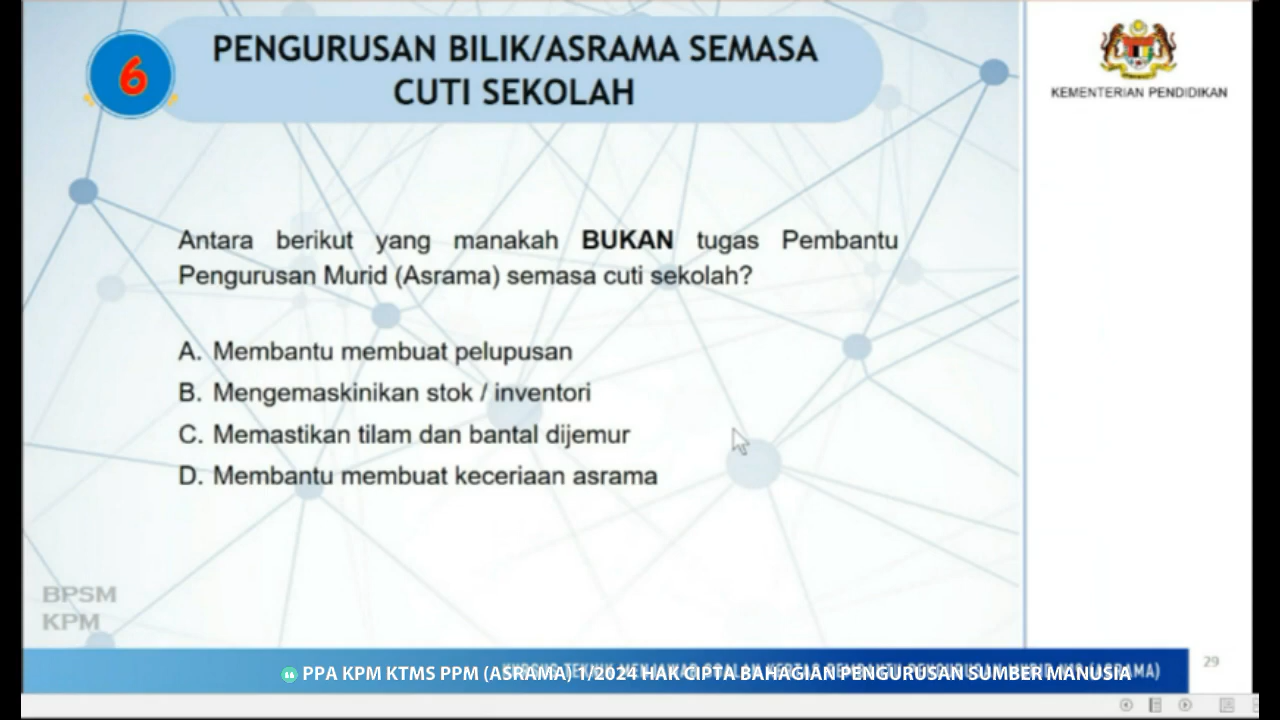 6
PENGURUSAN BILIK/ASRAMA SEMASA
CUTI SEKOLAH
KEMENTERIAN PENDIDIKAN
Antara berikut yang manakah BUKAN tugas Pembantu
Pengurusan Murid (Asrama) semasa cuti sekolah?
A. Membantu membuat pelupusan
B. Mengemaskinikan stok / inventori
C. Memastikan tilam dan bantal dijemur
D. Membantu membuat keceriaan asrama
BPSM
KPM
PPA KPM KTMS PPM (ASRAMA) 1/2024 HAK CIPTA BAHAGIAN PENGURUSAN SUMBER MANUSIA
29